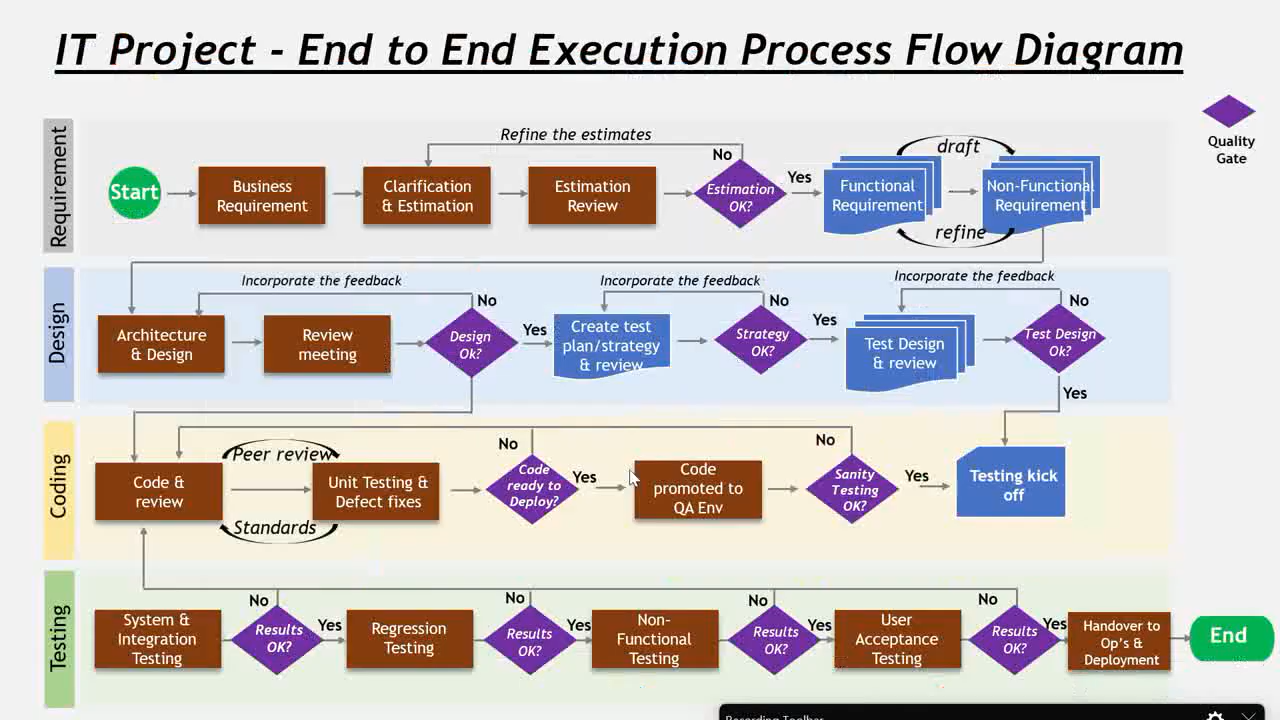 IT Project - End to End Execution Process Flow Diagram
Quality
Gate
Requirement
Refine the estimates
Start
Business
Requirement
Clarification
& Estimation
Estimation
Review
No
Estimation
OK?
Yes
Functional
Requirement
draft
refine
Non-Functional
Requirement
Design
Incorporate the feedback
Architecture
& Design
Review
meeting
No
Design
Ok?
Yes
Incorporate the feedback
Create test
plan/strategy
& review
No
Strategy
OK?
Yes
Incorporate the feedback
Test Design
& review
No
Test Design
Ok?
Yes
Coding
Code &
review
Peer review
Standards
Unit Testing &
Defect fixes
No
Code
ready to
Deploy?
Yes
Code
promoted to
QA Env
No
Sanity
Testing
OK?
Yes
Testing kick
off
Testing
System &
Integration
Testing
No
Results
OK?
Yes
Regression
Testing
No
Results
OK?
Yes
Non-
Functional
Testing
No
Results
OK?
Yes
User
Acceptance
Testing
No
Results
OK?
Yes
Handover to
Op's &
Deployment
End
Recording Toolbar